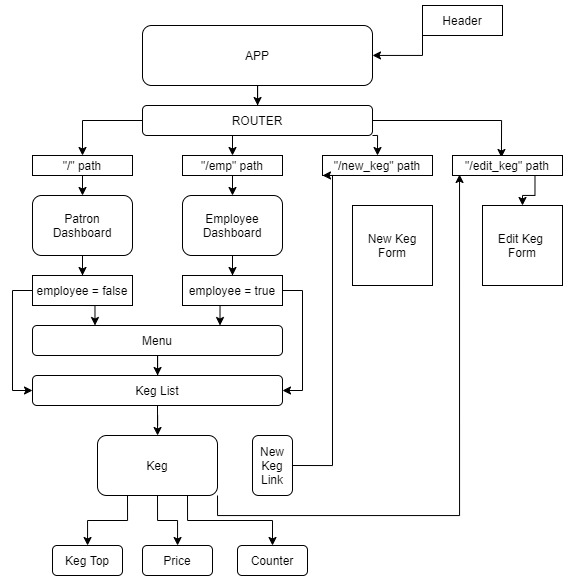 Header
APP
ROUTER
"/" path
"/emp" path
"/new_keg" path
"/edit_keg" path
Patron
Dashboard
Employee
Dashboard
New Keg
Form
Edit Keg
Form
employee = false
employee = true
Menu
Keg List
Keg
New
Keg
Link
Keg Top
Price
Counter